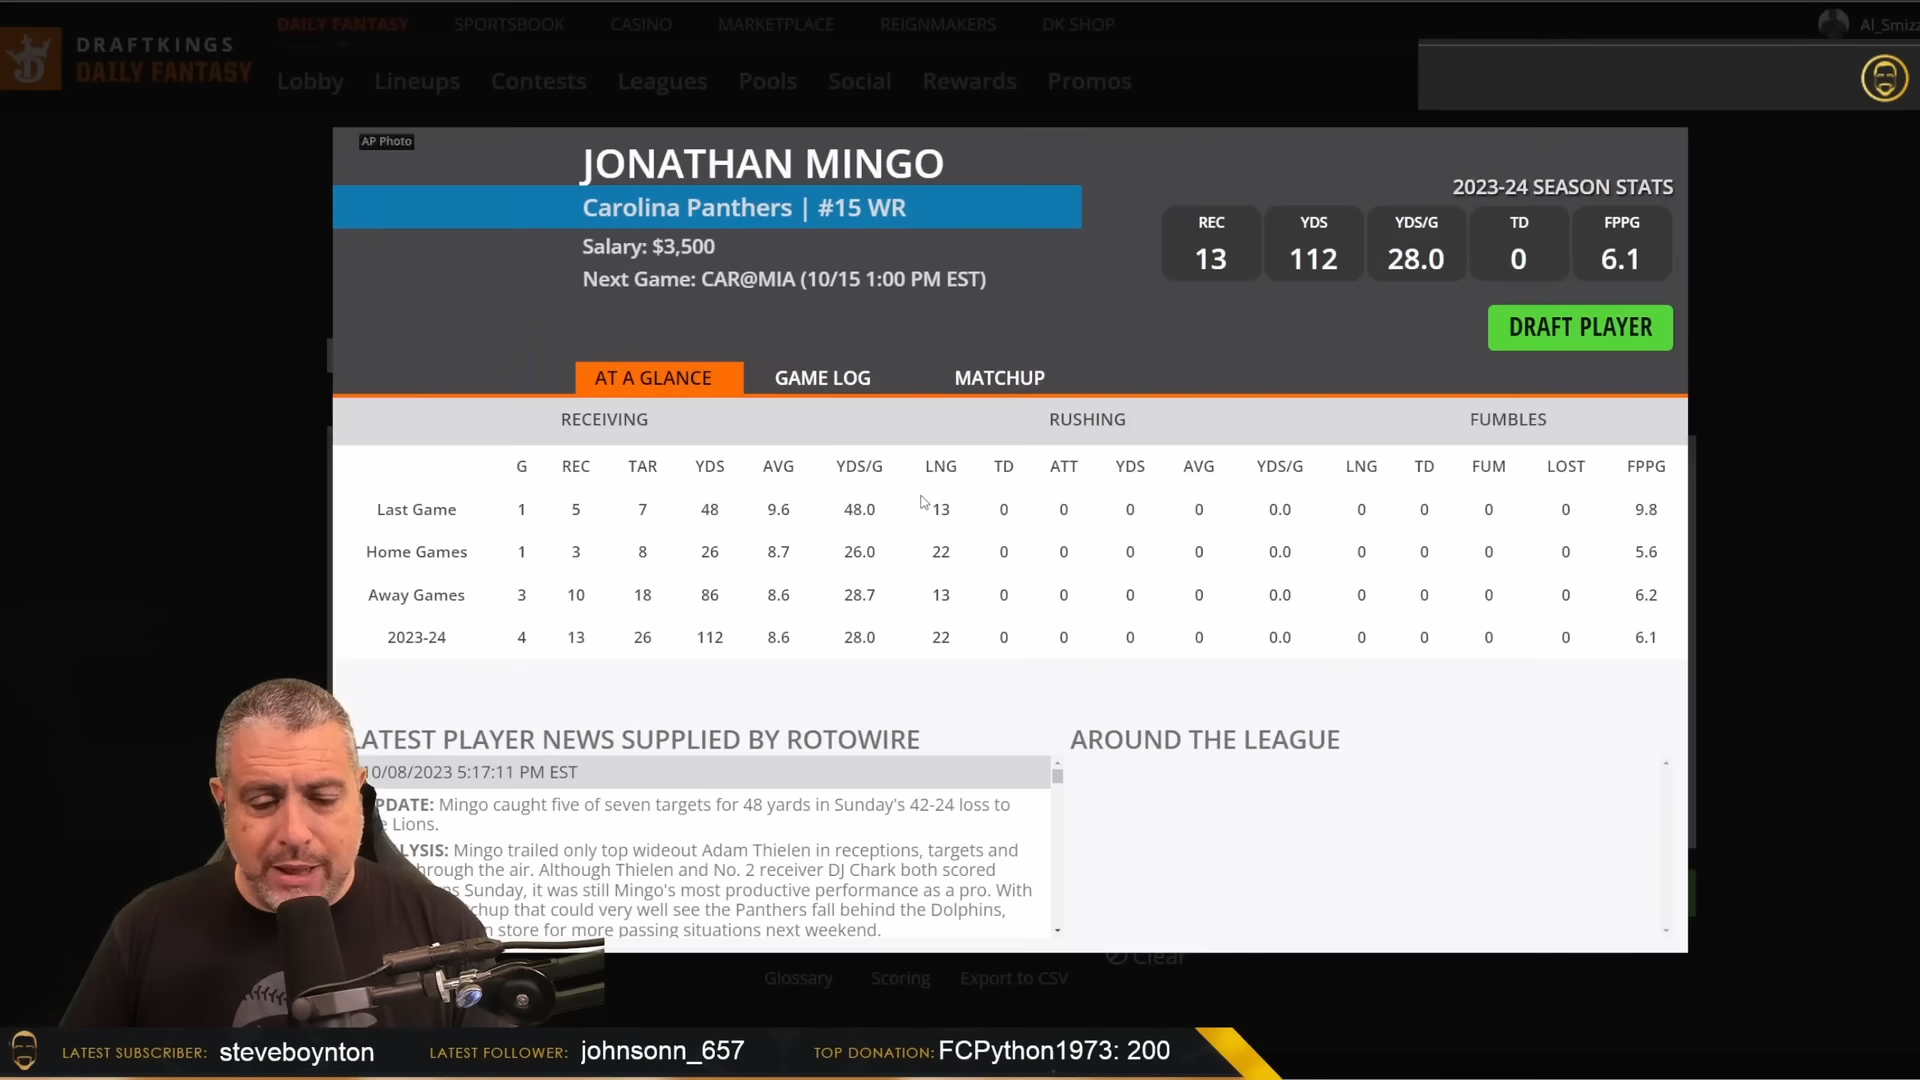 DAILY FANTASY SPORTSBOOK CASINO MARKETPLACE REIGNMAKERS DK SHOP
DRAFTKINGS
DAILY FANTASY
Lobby Lineups Contests Leagues Pools Social Rewards Promos
AP Photo
JONATHAN MINGO
Carolina Panthers | #15 WR
Salary: $3,500
Next Game: CAR@MIA (10/15 1:00 PM EST)
2023-24 SEASON STATS
REC YDS YDS/G TD FPPG
13 112 28.0 0 6.1
DRAFT PLAYER
AT A GLANCE GAME LOG MATCHUP
RECEIVING RUSHING FUMBLES
G REC TAR YDS AVG YDS/G LNG TD ATT YDS AVG YDS/G LNG TD FUM LOST FPPG
Last Game 1 5 7 48 9.6 48.0 13 0 0 0 0 0.0 0 0 0 0 9.8
Home Games 1 3 8 26 8.7 26.0 22 0 0 0 0 0.0 0 0 0 0 5.6
Away Games 3 10 18 86 8.6 28.7 13 0 0 0 0 0.0 0 0 0 0 6.2
2023-24 4 13 26 112 8.6 28.0 22 0 0 0 0 0.0 0 0 0 0 6.1
ATEST PLAYER NEWS SUPPLIED BY ROTOWIRE
AROUND THE LEAGUE
10/08/2023 5:17:11 PM EST
PDATE: Mingo caught five of seven targets for 48 yards in Sunday's 42-24 loss to
Lions.
LYSIS: Mingo trailed only top wideout Adam Thielen in receptions, targets and
through the air. Although Thielen and No. 2 receiver DJ Chark both scored
Sunday, it was still Mingo's most productive performance as a pro. With
that could very well see the Panthers fall behind the Dolphins,
store for more passing situations next weekend.
Clear
Glossary Scoring Export to CSV
LATEST SUBSCRIBER: steveboynton LATEST FOLLOWER: johnsonn_657 TOP DONATION: FCPython1973: 200